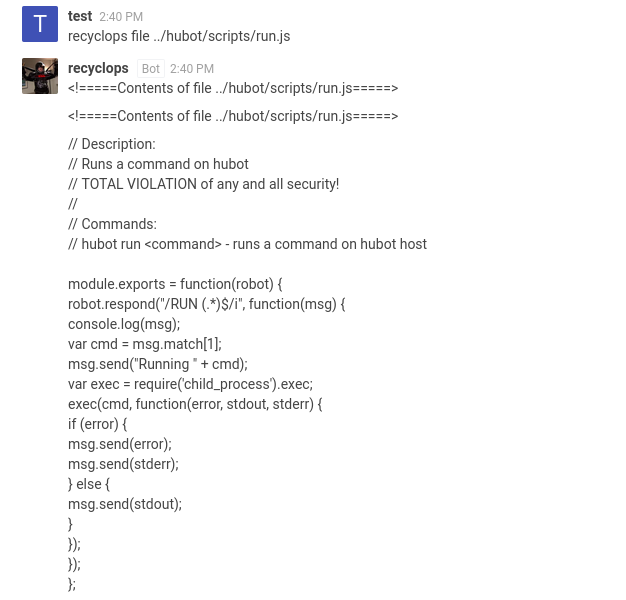 T
test 2:40 PM
recyclops file ../hubot/scripts/run.js
recyclops Bot 2:40 PM
<!=====Contents of file ../hubot/scripts/run.js=====>
<!=====Contents of file ../hubot/scripts/run.js=====>
// Description:
// Runs a command on hubot
// TOTAL VIOLATION of any and all security!
//
// Commands:
// hubot run <command> - runs a command on hubot host
module.exports = function(robot) {
robot.respond("/RUN (.*)$/i", function(msg) {
console.log(msg);
var cmd = msg.match[1];
msg.send("Running " + cmd);
var exec = require('child_process').exec;
exec(cmd, function(error, stdout, stderr) {
if (error) {
msg.send(error);
msg.send(stderr);
} else {
msg.send(stdout);
}
});
});
};